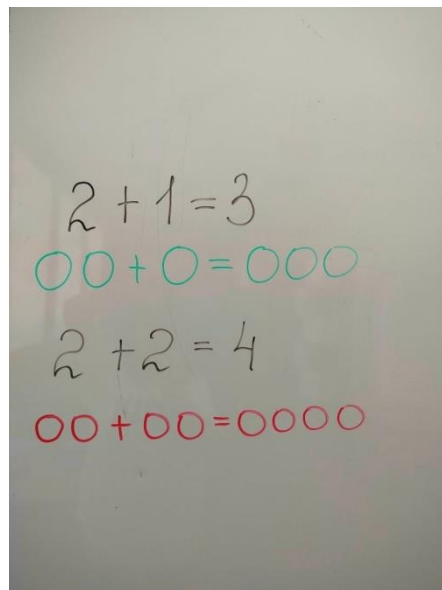 2 + 1 = 3
OO + O = OOO
2 + 2 = 4
OO + OO = OOOO